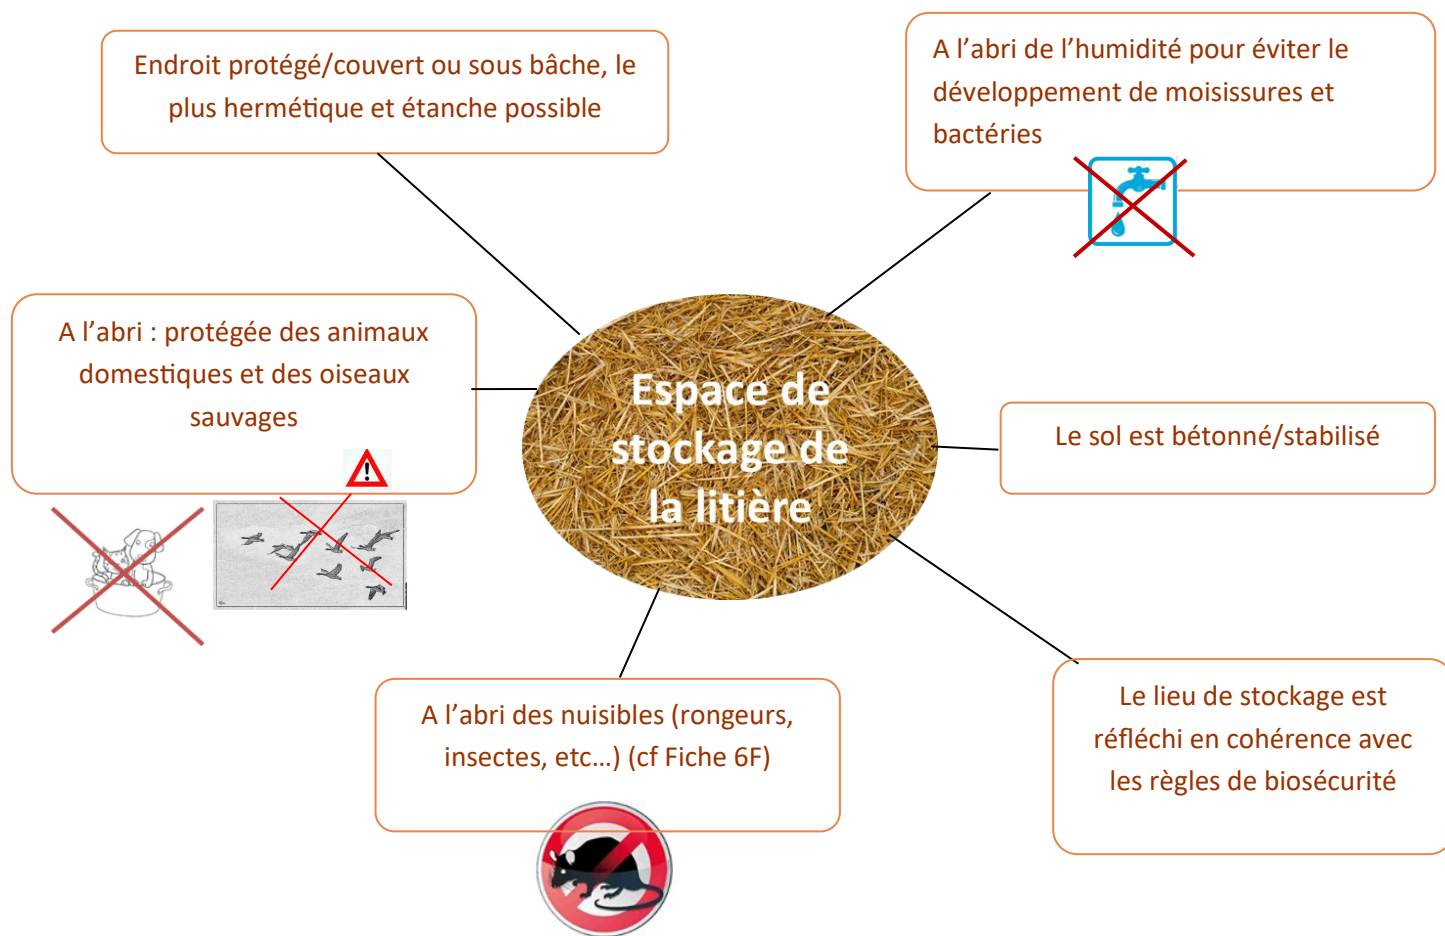 Endroit protégé/couvert ou sous bâche, le
plus hermétique et étanche possible
A l’abri de l’humidité pour éviter le
développement de moisissures et
bactéries
A l’abri : protégée des animaux
domestiques et des oiseaux
sauvages
Espace de
stockage de
la litière
Le sol est bétonné/stabilisé
A l’abri des nuisibles (rongeurs,
insectes, etc…) (cf Fiche 6F)
Le lieu de stockage est
réfléchi en cohérence avec
les règles de biosécurité